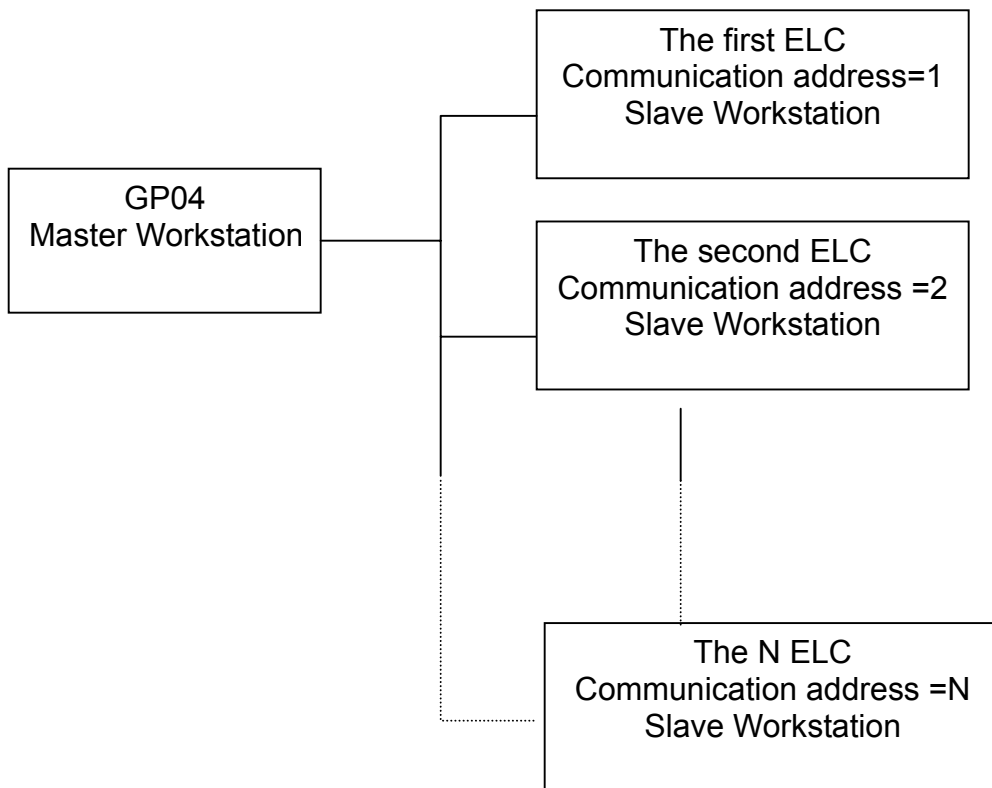 The first ELC
Communication address=1
Slave Workstation
GP04
Master Workstation
The second ELC
Communication address =2
Slave Workstation
The N ELC
Communication address =N
Slave Workstation